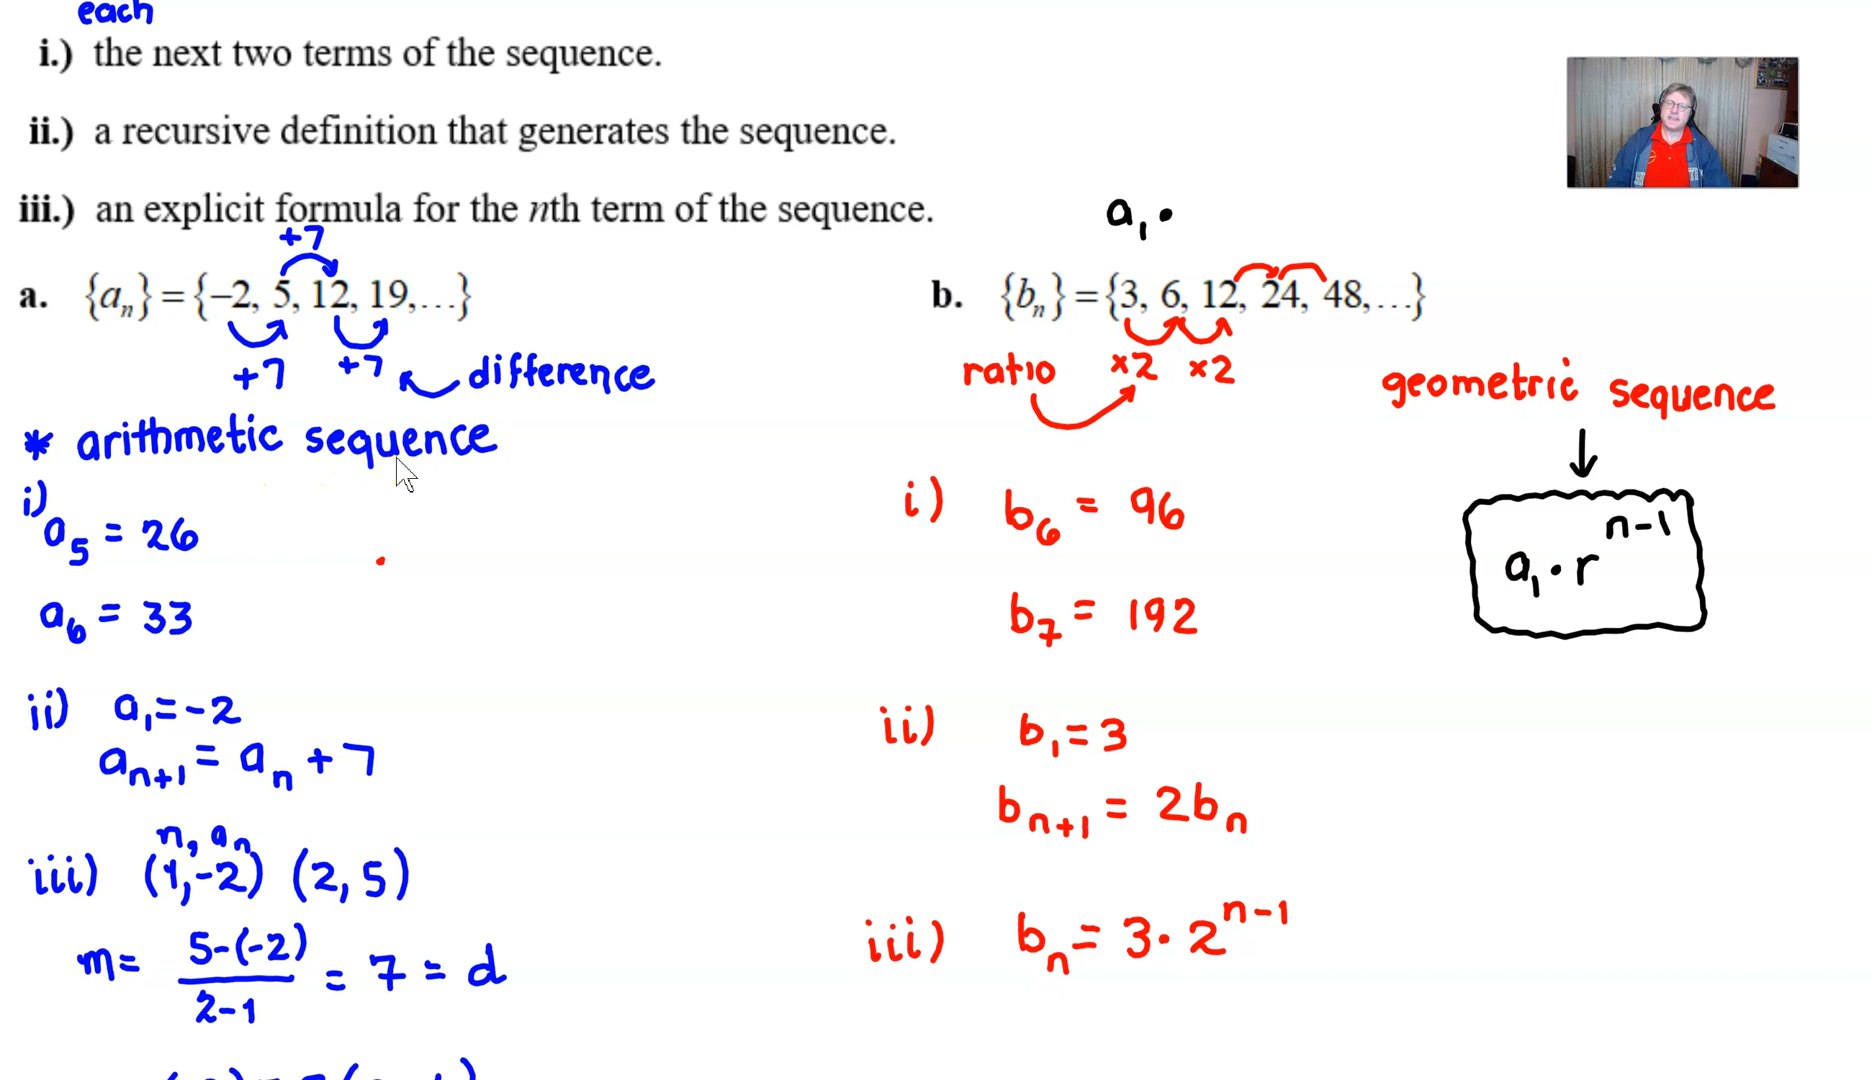 each
i.) the next two terms of the sequence.
ii.) a recursive definition that generates the sequence.
iii.) an explicit formula for the nth term of the sequence.
+7
a₁ •
a. {aₙ} = {−2, 5, 12, 19,…}
+7 +7 difference
* arithmetic sequence
i)
a₅ = 26
a₆ = 33
ii) a₁ = -2
aₙ₊₁ = aₙ + 7
n, aₙ
iii) (1, -2) (2, 5)
m = 5-(-2)/2-1 = 7 = d
b. {bₙ} = {3, 6, 12, 24, 48,…}
ratio ×2 ×2
geometric sequence
a₁ • r^(n-1)
i) b₆ = 96
b₇ = 192
ii) b₁ = 3
bₙ₊₁ = 2bₙ
iii) bₙ = 3 • 2^(n-1)